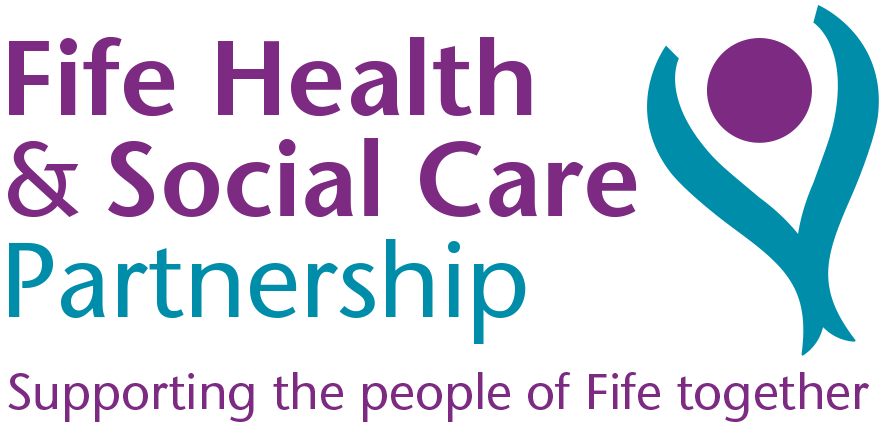 Fife Health
& Social Care
Partnership
Supporting the people of Fife together